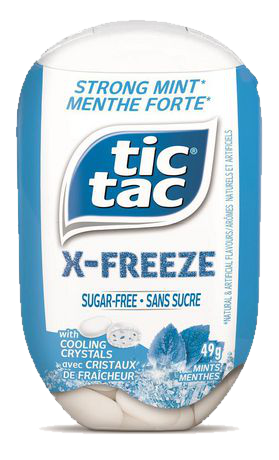 STRONG MINT*
MENTHE FORTE*
tic®
tac
X-FREEZE
SUGAR-FREE • SANS SUCRE
with
COOLING
CRYSTALS
avec CRISTAUX
DE FRAÎCHEUR
49g
MINTS
MENTHES
*NATURAL & ARTIFICIAL FLAVOURS/ARÔMES NATURELS ET ARTIFICIELS